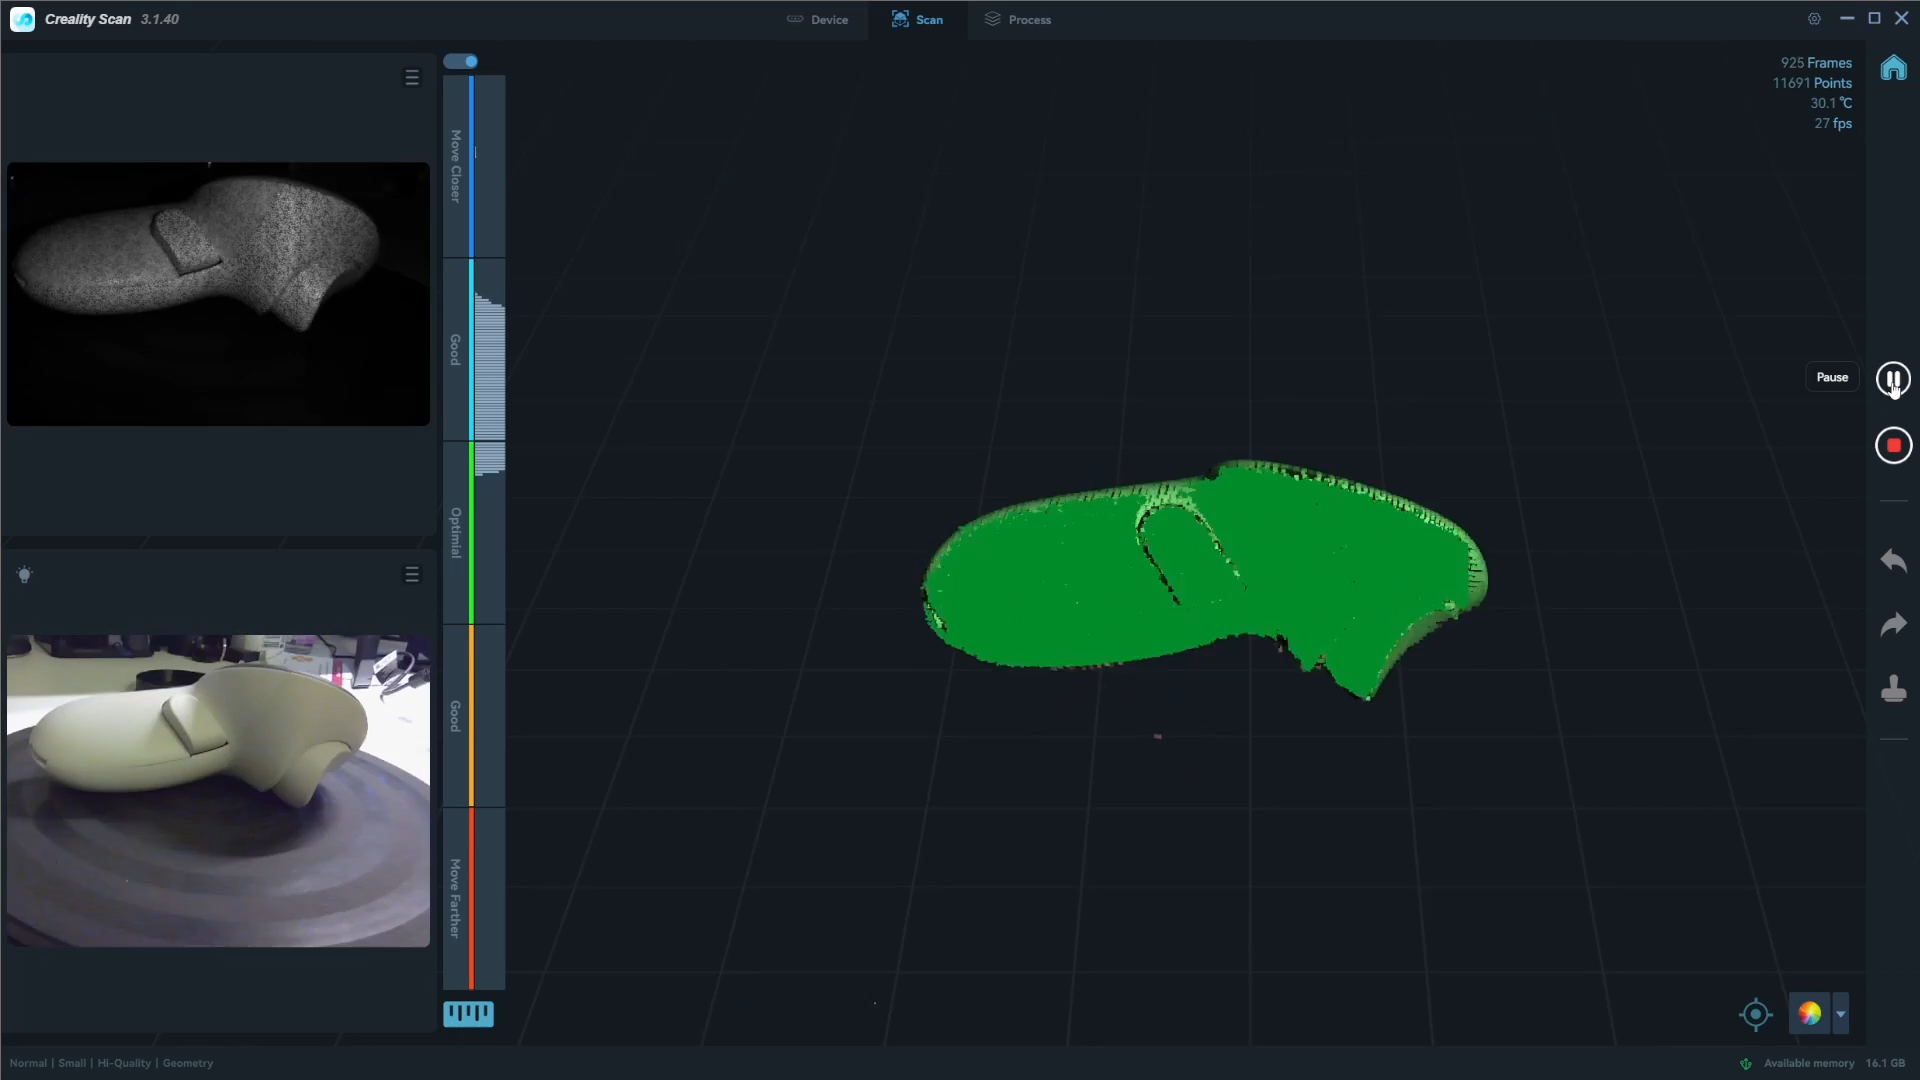 Creality Scan 3.1.40
Device
Scan
Process
925 Frames
11691 Points
30.1 ℃
27 fps
Move Closer
Good
Optimial
Good
Move Farther
Pause
Normal | Small | Hi-Quality | Geometry
Available memory 16.1 GB